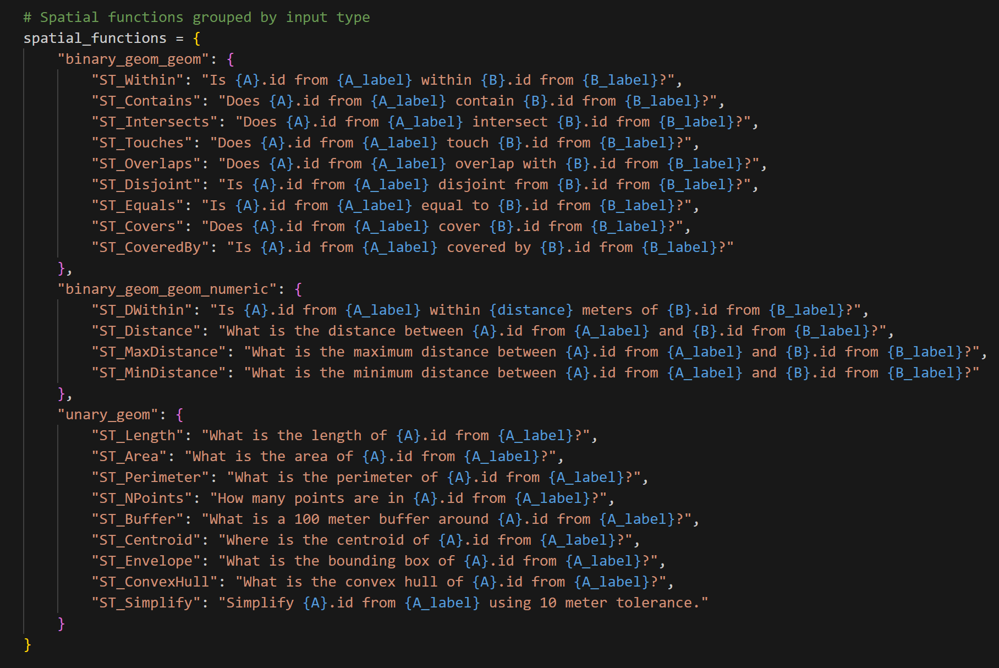 # Spatial functions grouped by input type
spatial_functions = {
    "binary_geom_geom": {
        "ST_Within": "Is {A}.id from {A_label} within {B}.id from {B_label}?",
        "ST_Contains": "Does {A}.id from {A_label} contain {B}.id from {B_label}?",
        "ST_Intersects": "Does {A}.id from {A_label} intersect {B}.id from {B_label}?",
        "ST_Touches": "Does {A}.id from {A_label} touch {B}.id from {B_label}?",
        "ST_Overlaps": "Does {A}.id from {A_label} overlap with {B}.id from {B_label}?",
        "ST_Disjoint": "Is {A}.id from {A_label} disjoint from {B}.id from {B_label}?",
        "ST_Equals": "Is {A}.id from {A_label} equal to {B}.id from {B_label}?",
        "ST_Covers": "Does {A}.id from {A_label} cover {B}.id from {B_label}?",
        "ST_CoveredBy": "Is {A}.id from {A_label} covered by {B}.id from {B_label}?"
    },
    "binary_geom_geom_numeric": {
        "ST_DWithin": "Is {A}.id from {A_label} within {distance} meters of {B}.id from {B_label}?",
        "ST_Distance": "What is the distance between {A}.id from {A_label} and {B}.id from {B_label}?",
        "ST_MaxDistance": "What is the maximum distance between {A}.id from {A_label} and {B}.id from {B_label}?",
        "ST_MinDistance": "What is the minimum distance between {A}.id from {A_label} and {B}.id from {B_label}?"
    },
    "unary_geom": {
        "ST_Length": "What is the length of {A}.id from {A_label}?",
        "ST_Area": "What is the area of {A}.id from {A_label}?",
        "ST_Perimeter": "What is the perimeter of {A}.id from {A_label}?",
        "ST_NPoints": "How many points are in {A}.id from {A_label}?",
        "ST_Buffer": "What is a 100 meter buffer around {A}.id from {A_label}?",
        "ST_Centroid": "Where is the centroid of {A}.id from {A_label}?",
        "ST_Envelope": "What is the bounding box of {A}.id from {A_label}?",
        "ST_ConvexHull": "What is the convex hull of {A}.id from {A_label}?",
        "ST_Simplify": "Simplify {A}.id from {A_label} using 10 meter tolerance."
    }
}